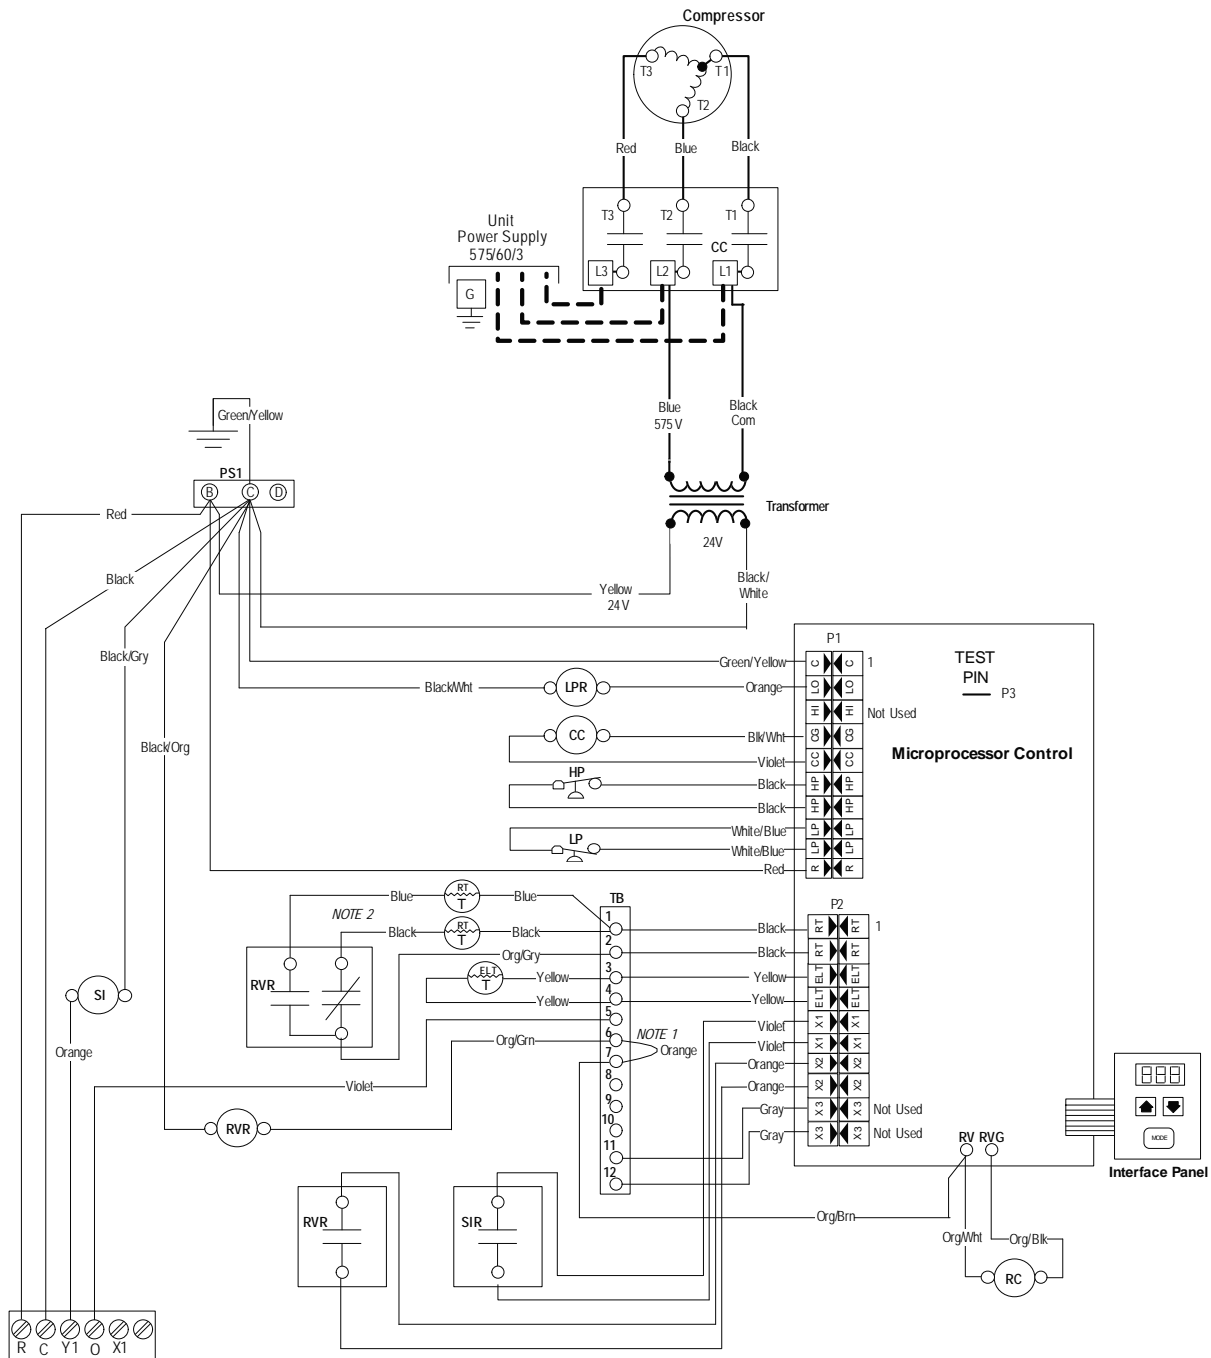 Compressor
T3
T1
T2
Red
Blue
Black
Unit
Power Supply
575/60/3
T3
T2
T1
CC
L3
L2
L1
G
Green/Yellow
Blue
575 V
Black
Com
PS1
B
C
D
Red
Transformer
24V
Black
Yellow
24 V
Black/
White
Black/Gry
P1
TEST
PIN
P3
Green/Yellow
C
C
1
Black/Wht
LPR
Orange
LO
LO
HI
HI
Not Used
Black/Org
CC
Blk/Wht
CG
CG
Microprocessor Control
Violet
CC
CC
HP
Black
HP
HP
Black
HP
HP
White/Blue
LP
LP
LP
White/Blue
LP
LP
Red
R
R
Blue
RT
T
Blue
TB
P2
NOTE 2
1
Black
RT
T
Black
Black
RT
RT
1
Org/Gry
2
Black
RT
RT
RVR
ELT
T
Yellow
3
Yellow
ELT
ELT
SI
Yellow
4
Yellow
ELT
ELT
5
Violet
X1
X1
Org/Grn
6
NOTE 1
Violet
X1
X1
Orange
7
Orange
Orange
X2
X2
8
Violet
Orange
X2
X2
9
Gray
X3
X3
Not Used
RVR
10
Gray
X3
X3
Not Used
11
RV
RVG
MODE
12
Interface Panel
RVR
SIR
Org/Brn
Org/Wht
Org/Blk
RC
R
C
Y1
O
X1